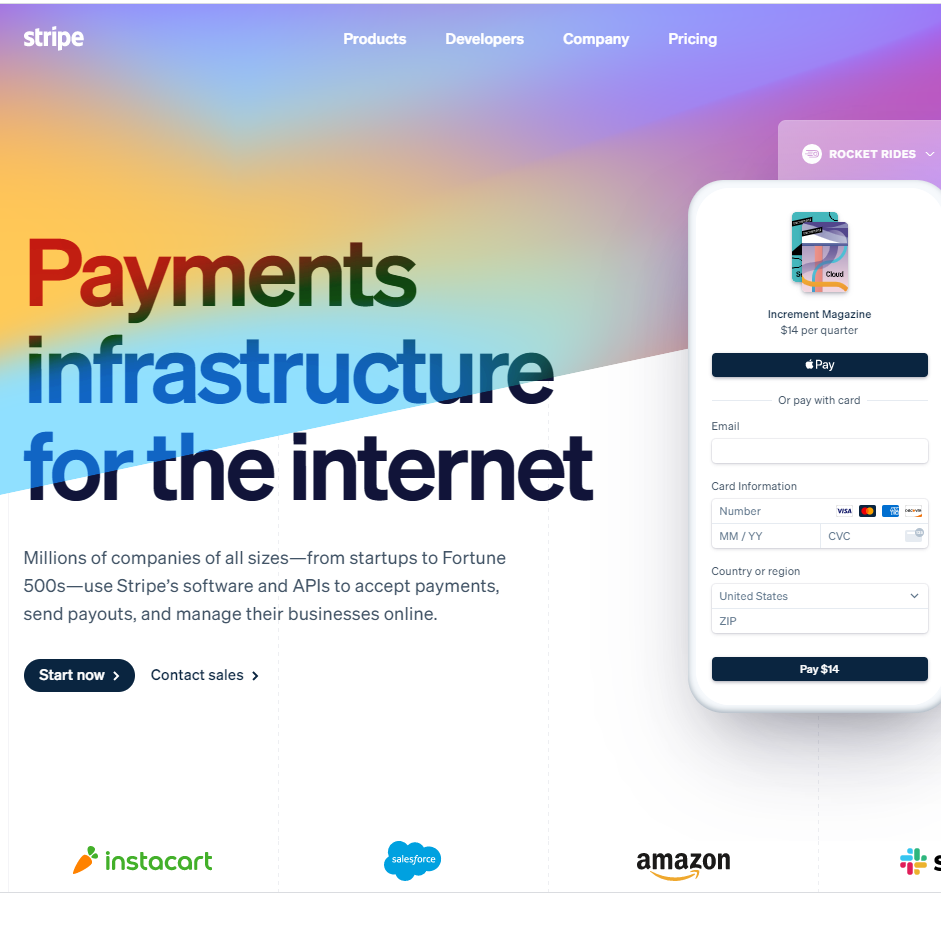 stripe
Products Developers Company Pricing
ROCKET RIDES
Payments
infrastructure
for the internet
Millions of companies of all sizes—from startups to Fortune
500s—use Stripe’s software and APIs to accept payments,
send payouts, and manage their businesses online.
Start now
Contact sales
Cloud
Increment Magazine
$14 per quarter
Pay
Or pay with card
Email
Card Information
Number VISA
MM / YY CVC
Country or region
United States
ZIP
Pay $14
instacart salesforce amazon